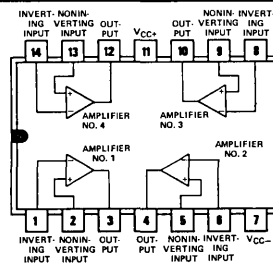 INVERT- NONIN- NONIN- INVERT-
ING VERTING OUT- OUT- VERTING ING
INPUT INPUT PUT VCC+ PUT INPUT INPUT
14 13 12 11 10 9 8
+ - + -
AMPLIFIER NO. 4
AMPLIFIER NO. 3
AMPLIFIER NO. 1
AMPLIFIER NO. 2
- + - +
1 2 3 4 5 6 7
INVERT- NONIN- OUT- OUT- NONIN- INVERT- VCC-
ING VERTING PUT PUT VERTING ING
INPUT INPUT INPUT INPUT